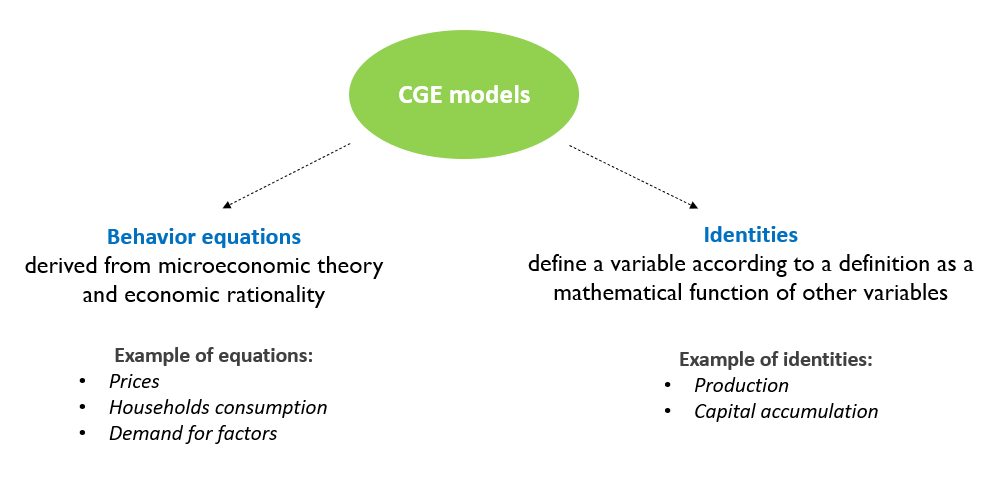 CGE models
Behavior equations
derived from microeconomic theory
and economic rationality
Example of equations:
• Prices
• Households consumption
• Demand for factors
Identities
define a variable according to a definition as a
mathematical function of other variables
Example of identities:
• Production
• Capital accumulation